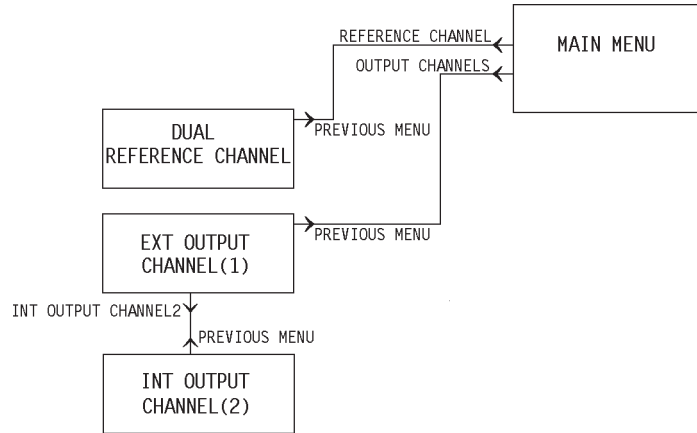 REFERENCE CHANNEL
MAIN MENU
OUTPUT CHANNELS
DUAL
REFERENCE CHANNEL
PREVIOUS MENU
EXT OUTPUT
CHANNEL(1)
PREVIOUS MENU
INT OUTPUT CHANNEL2
PREVIOUS MENU
INT OUTPUT
CHANNEL(2)